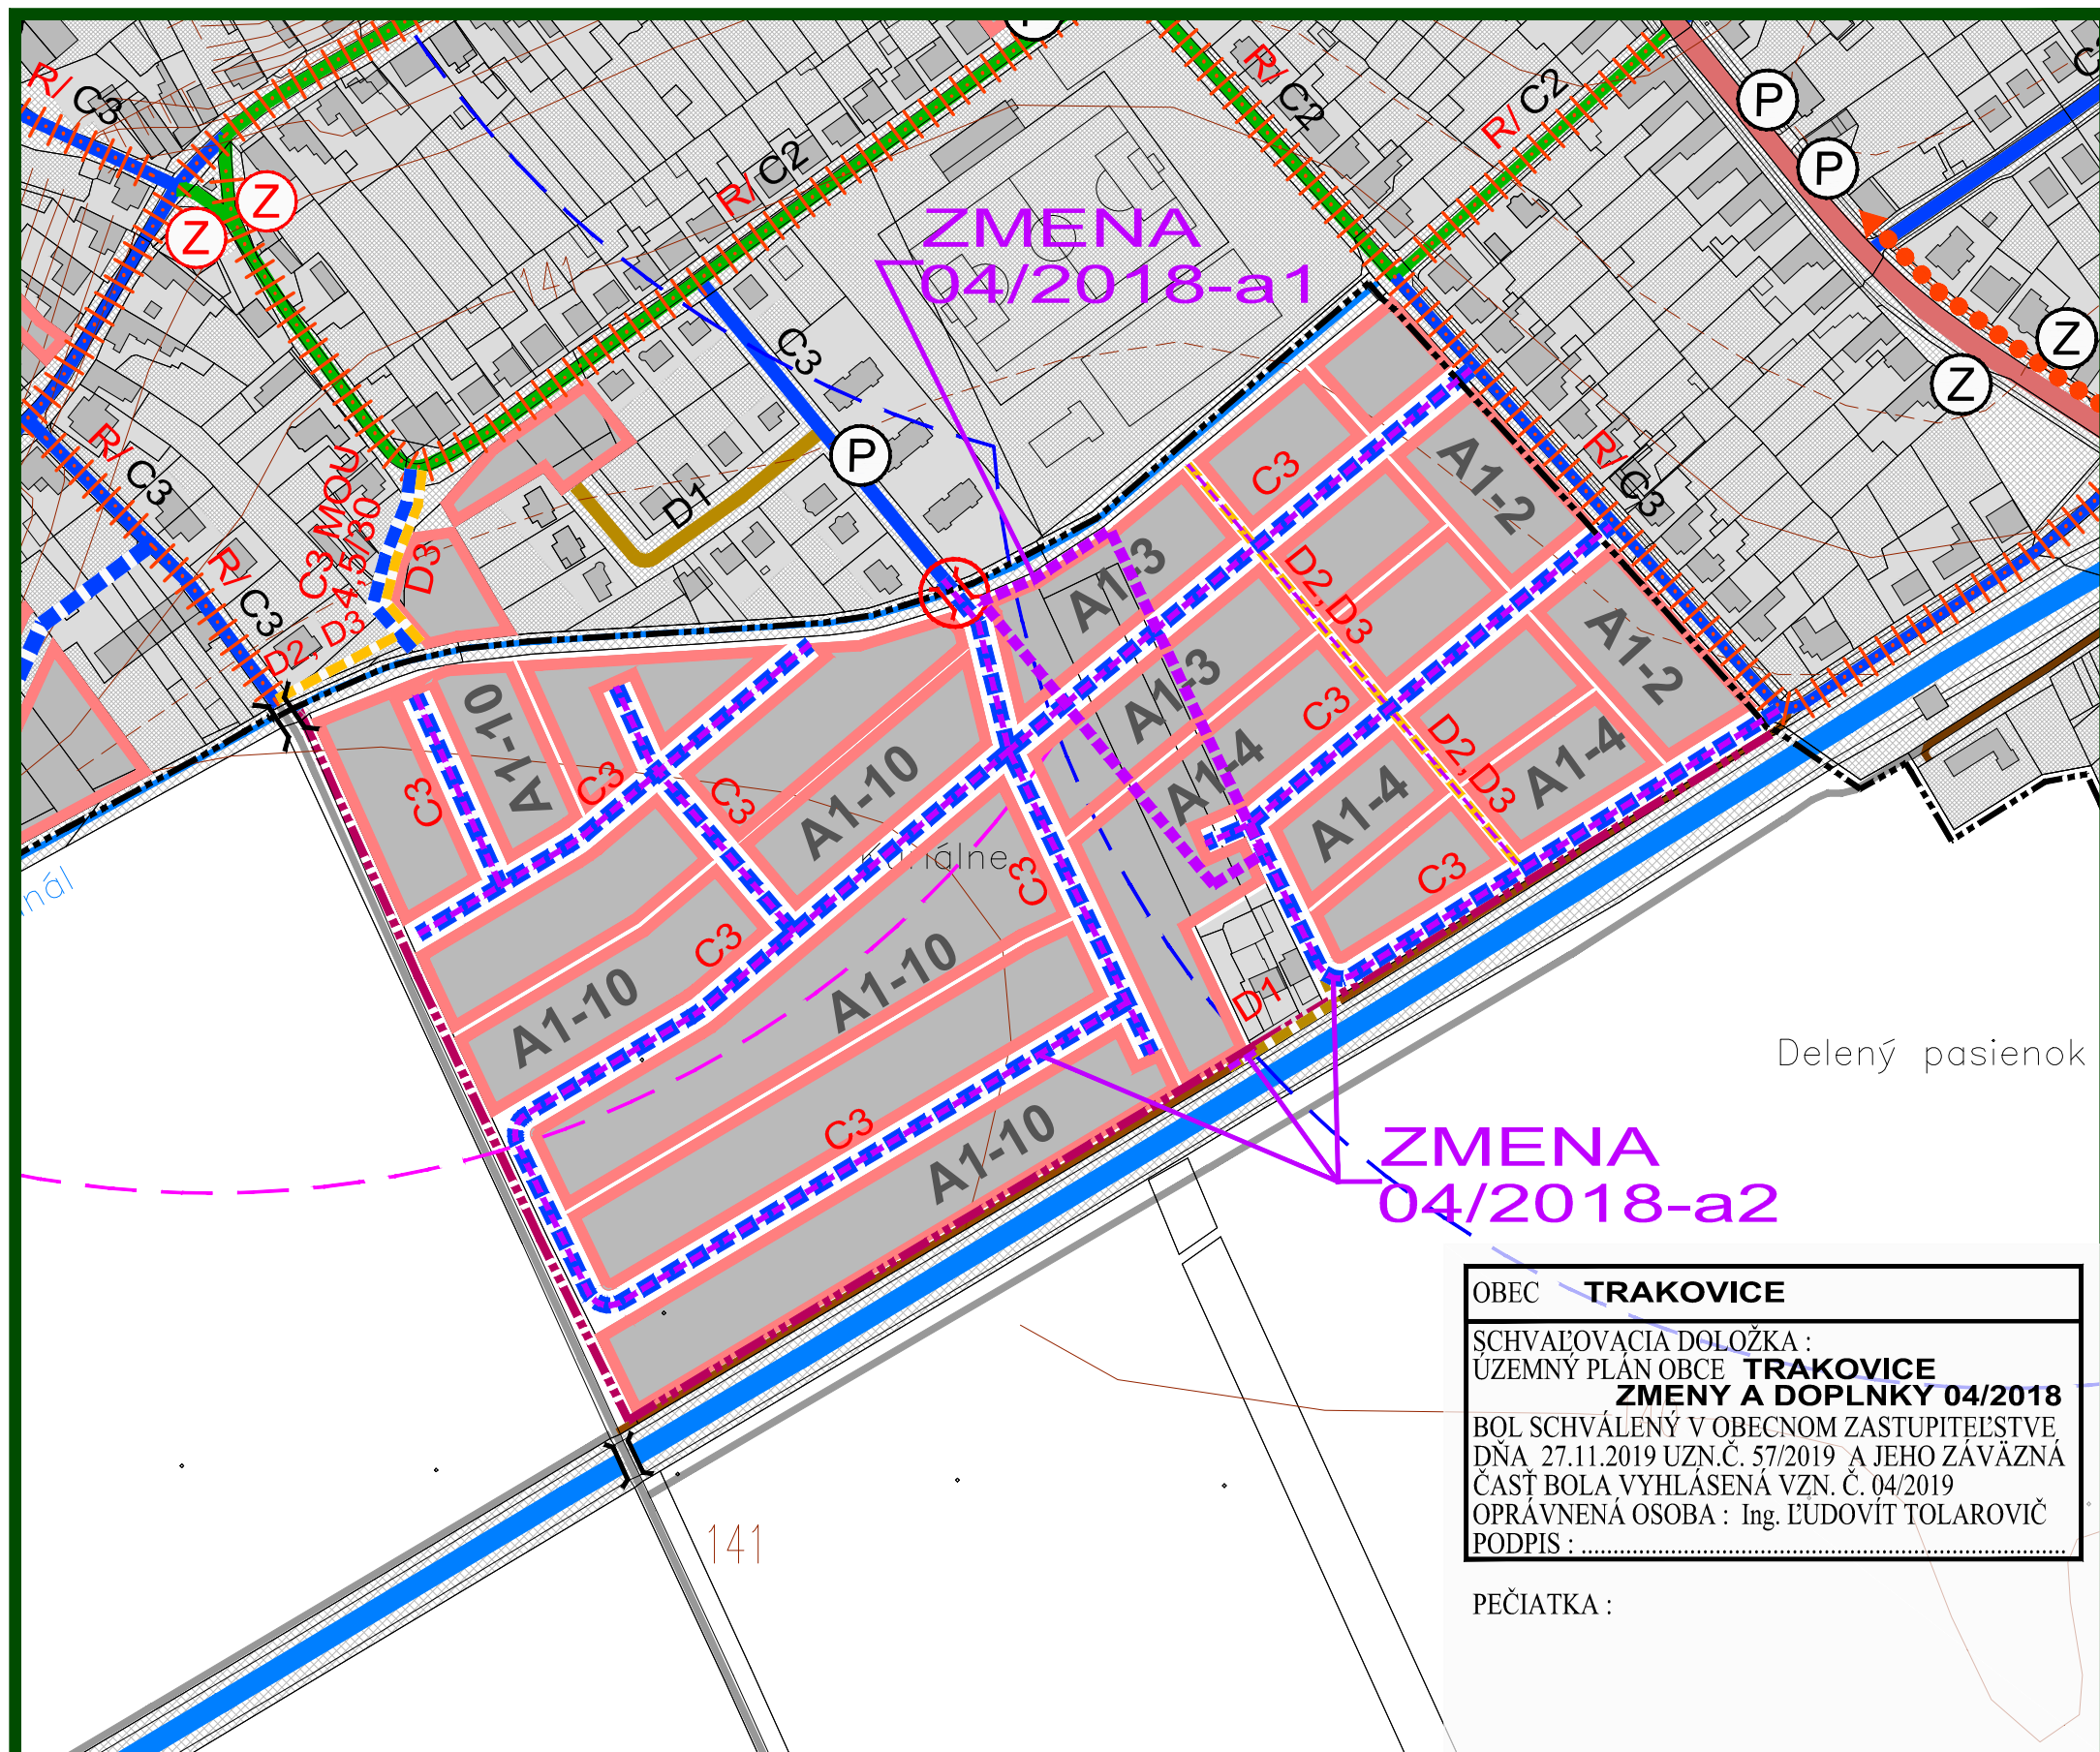 R/ C3
Z
Z
R/ C2
R/ C2
R/ C2
P
P
Z
Z
141
ZMENA
04/2018-a1
C3
P
D1
R/ C3
R/ C3
C3 MOU
4,5/30
D3
D2, D3
R/ C3
A1-2
A1-2
C3
D2,D3
D2,D3
A1-3
A1-3
A1-4
A1-4
A1-4
C3
C3
A1-10
C3
C3
C3
A1-10
C3
C3
A1-10
A1-10
C3
A1-10
D1
Delený pasienok
ZMENA
04/2018-a2
141
OBEC TRAKOVICE
SCHVAĽOVACIA DOLOŽKA :
ÚZEMNÝ PLÁN OBCE TRAKOVICE
ZMENY A DOPLNKY 04/2018
BOL SCHVÁLENÝ V OBECNOM ZASTUPITEĽSTVE
DŇA 27.11.2019 UZN.Č. 57/2019 A JEHO ZÁVÄZNÁ
ČASŤ BOLA VYHLÁSENÁ VZN. Č. 04/2019
OPRÁVNENÁ OSOBA : Ing. ĽUDOVÍT TOLAROVIČ
PODPIS : ..........................................................................
PEČIATKA :